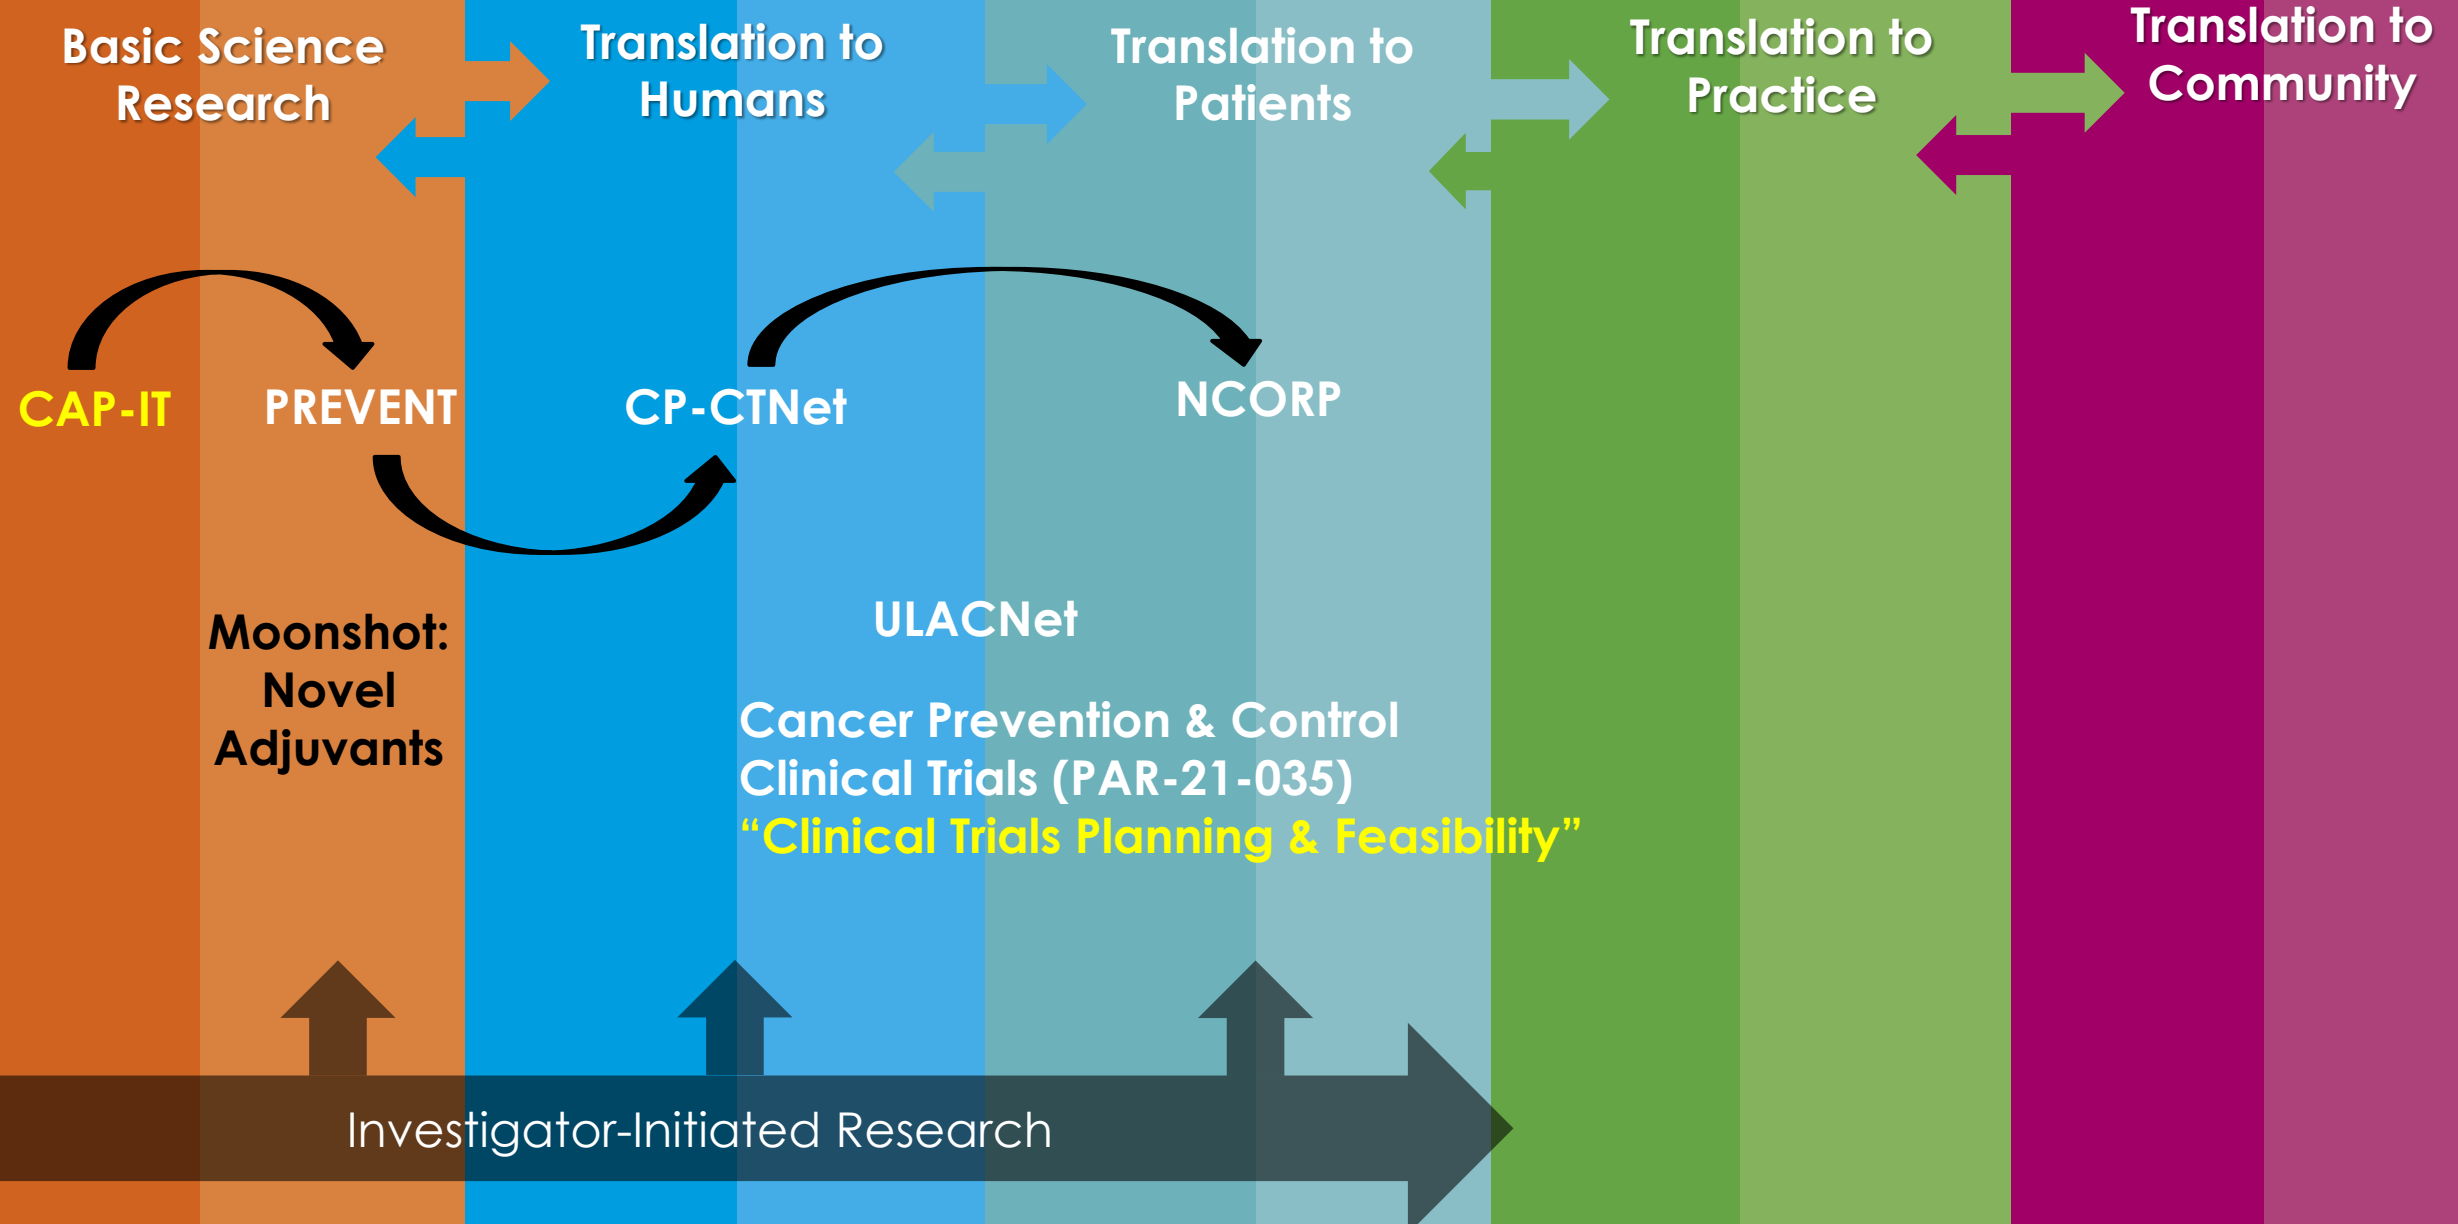 Basic Science
Research
Translation to
Humans
Translation to
Patients
Translation to
Practice
Translation to
Community
CAP-IT
PREVENT
CP-CTNet
NCORP
Moonshot:
Novel
Adjuvants
ULACNet
Cancer Prevention & Control
Clinical Trials (PAR-21-035)
“Clinical Trials Planning & Feasibility”
Investigator-Initiated Research